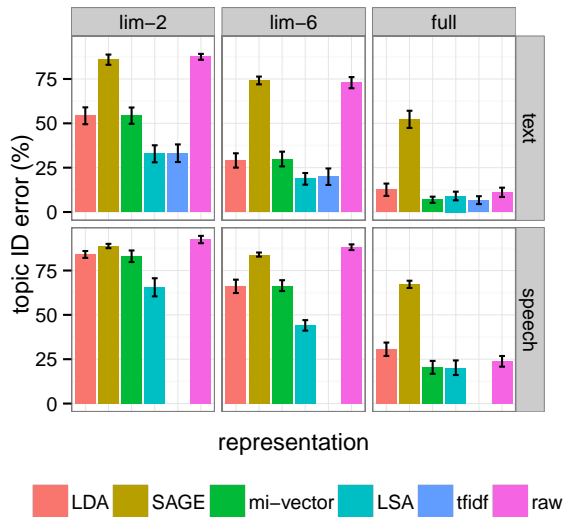 lim−2 lim−6 full
topic ID error (%)
75
50
25
0
text
75
50
25
0
speech
representation
LDA SAGE mi−vector LSA tfidf raw